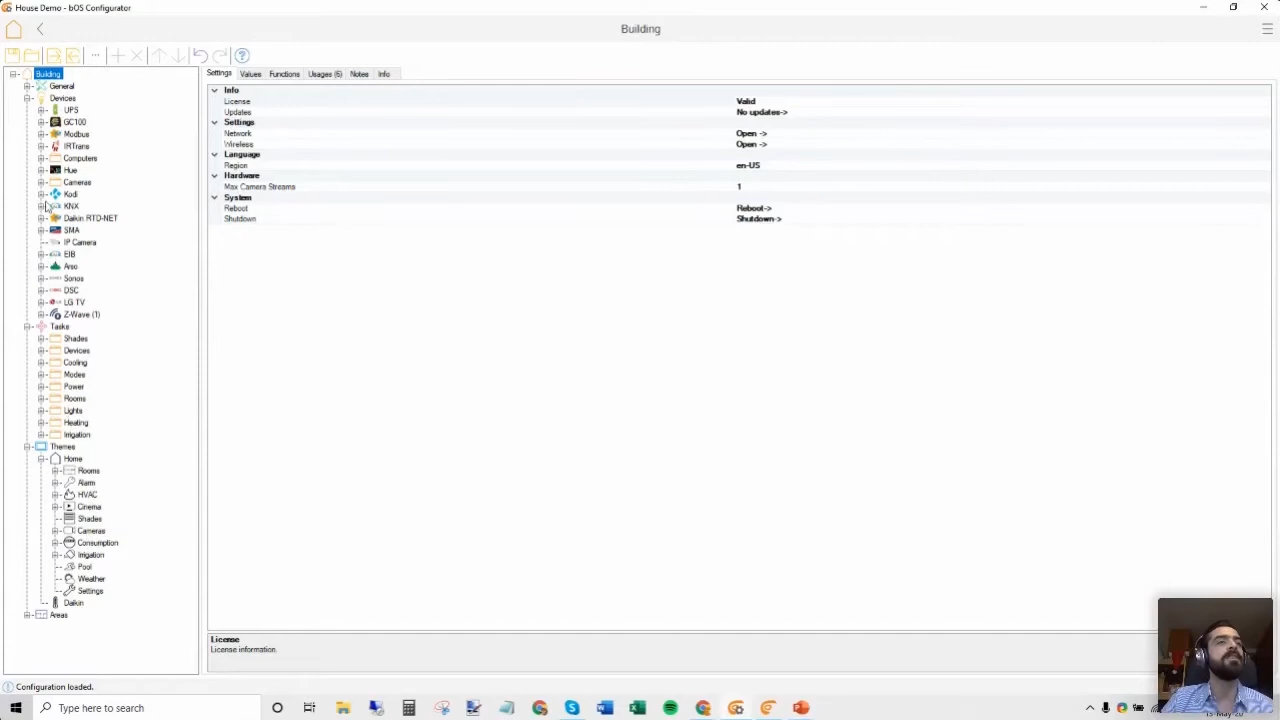 House Demo - bOS Configurator
Building
Building
General
Devices
UPS
GC100
Modbus
IRTrans
Computers
Hue
Cameras
Kodi
KNX
Daikin RTD-NET
SMA
IP Camera
EIB
Arso
Sonos
DSC
LG TV
Z-Wave (1)
Tasks
Shades
Devices
Cooling
Modes
Power
Rooms
Lights
Heating
Irrigation
Themes
Home
Rooms
Alarm
HVAC
Cinema
Shades
Cameras
Consumption
Irrigation
Pool
Weather
Settings
Daikin
Areas
Settings Values Functions Usages (6) Notes Info
Info
License Valid
Updates No updates->
Settings
Network Open ->
Wireless Open ->
Language
Region en-US
Hardware
Max Camera Streams 1
System
Reboot Reboot->
Shutdown Shutdown->
License
License information.
Configuration loaded.
Type here to search